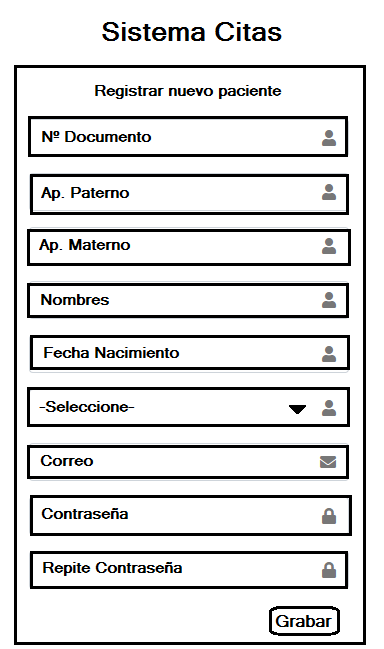 Sistema Citas
Registrar nuevo paciente
Nº Documento
Ap. Paterno
Ap. Materno
Nombres
Fecha Nacimiento
-Seleccione-
Correo
Contraseña
Repite Contraseña
Grabar